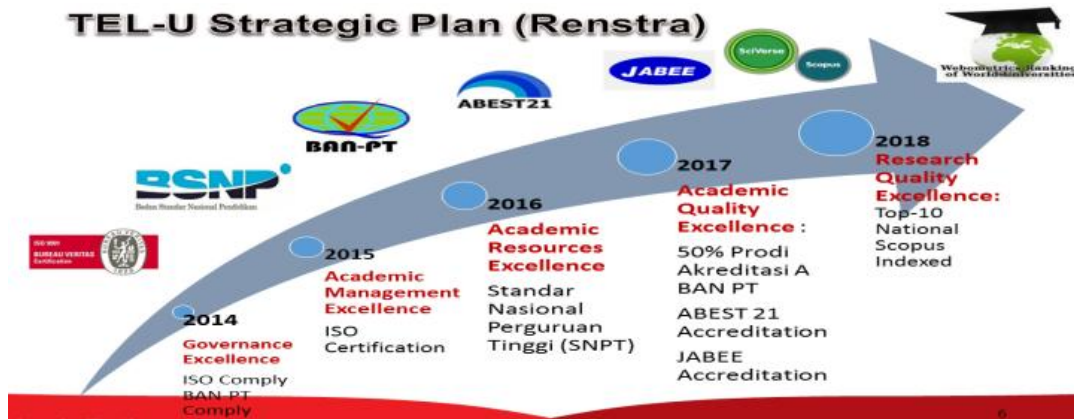 TEL-U Strategic Plan (Renstra)
SciVerse
Scopus
Webometrics Ranking
of World Universities
JABEE
ABEST21
BAN-PT
BSNP
Badan Standar Nasional Pendidikan
ISO 9001
BUREAU VERITAS
Certification
2014
Governance
Excellence
ISO Comply
BAN PT
Comply
2015
Academic
Management
Excellence
ISO
Certification
2016
Academic
Resources
Excellence
Standar
Nasional
Perguruan
Tinggi (SNPT)
2017
Academic
Quality
Excellence :
50% Prodi
Akreditasi A
BAN PT
ABEST 21
Accreditation
JABEE
Accreditation
2018
Research
Quality
Excellence:
Top-10
National
Scopus
Indexed
6